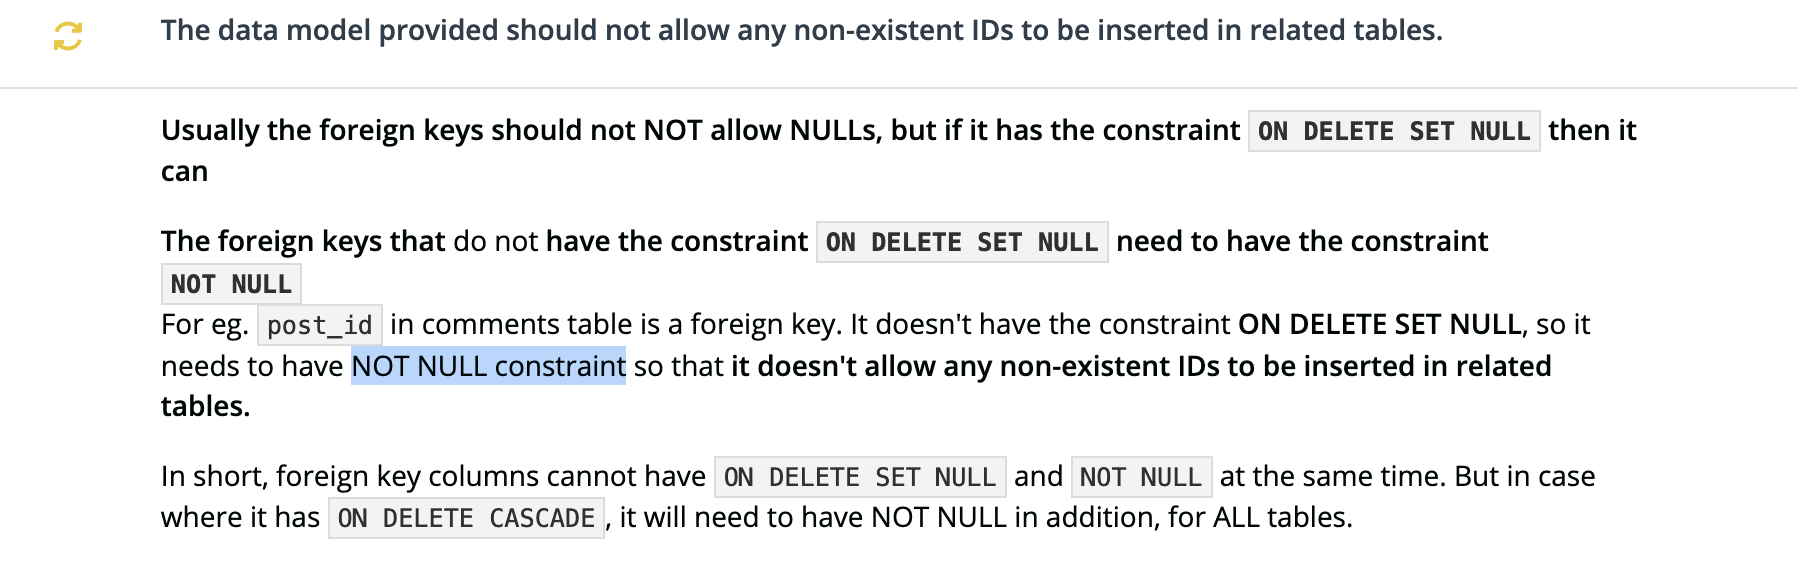 The data model provided should not allow any non-existent IDs to be inserted in related tables.
Usually the foreign keys should not NOT allow NULLs, but if it has the constraint ON DELETE SET NULL then it
can
The foreign keys that do not have the constraint ON DELETE SET NULL need to have the constraint
NOT NULL
For eg. post_id in comments table is a foreign key. It doesn't have the constraint ON DELETE SET NULL, so it
needs to have NOT NULL constraint so that it doesn't allow any non-existent IDs to be inserted in related
tables.
In short, foreign key columns cannot have ON DELETE SET NULL and NOT NULL at the same time. But in case
where it has ON DELETE CASCADE, it will need to have NOT NULL in addition, for ALL tables.